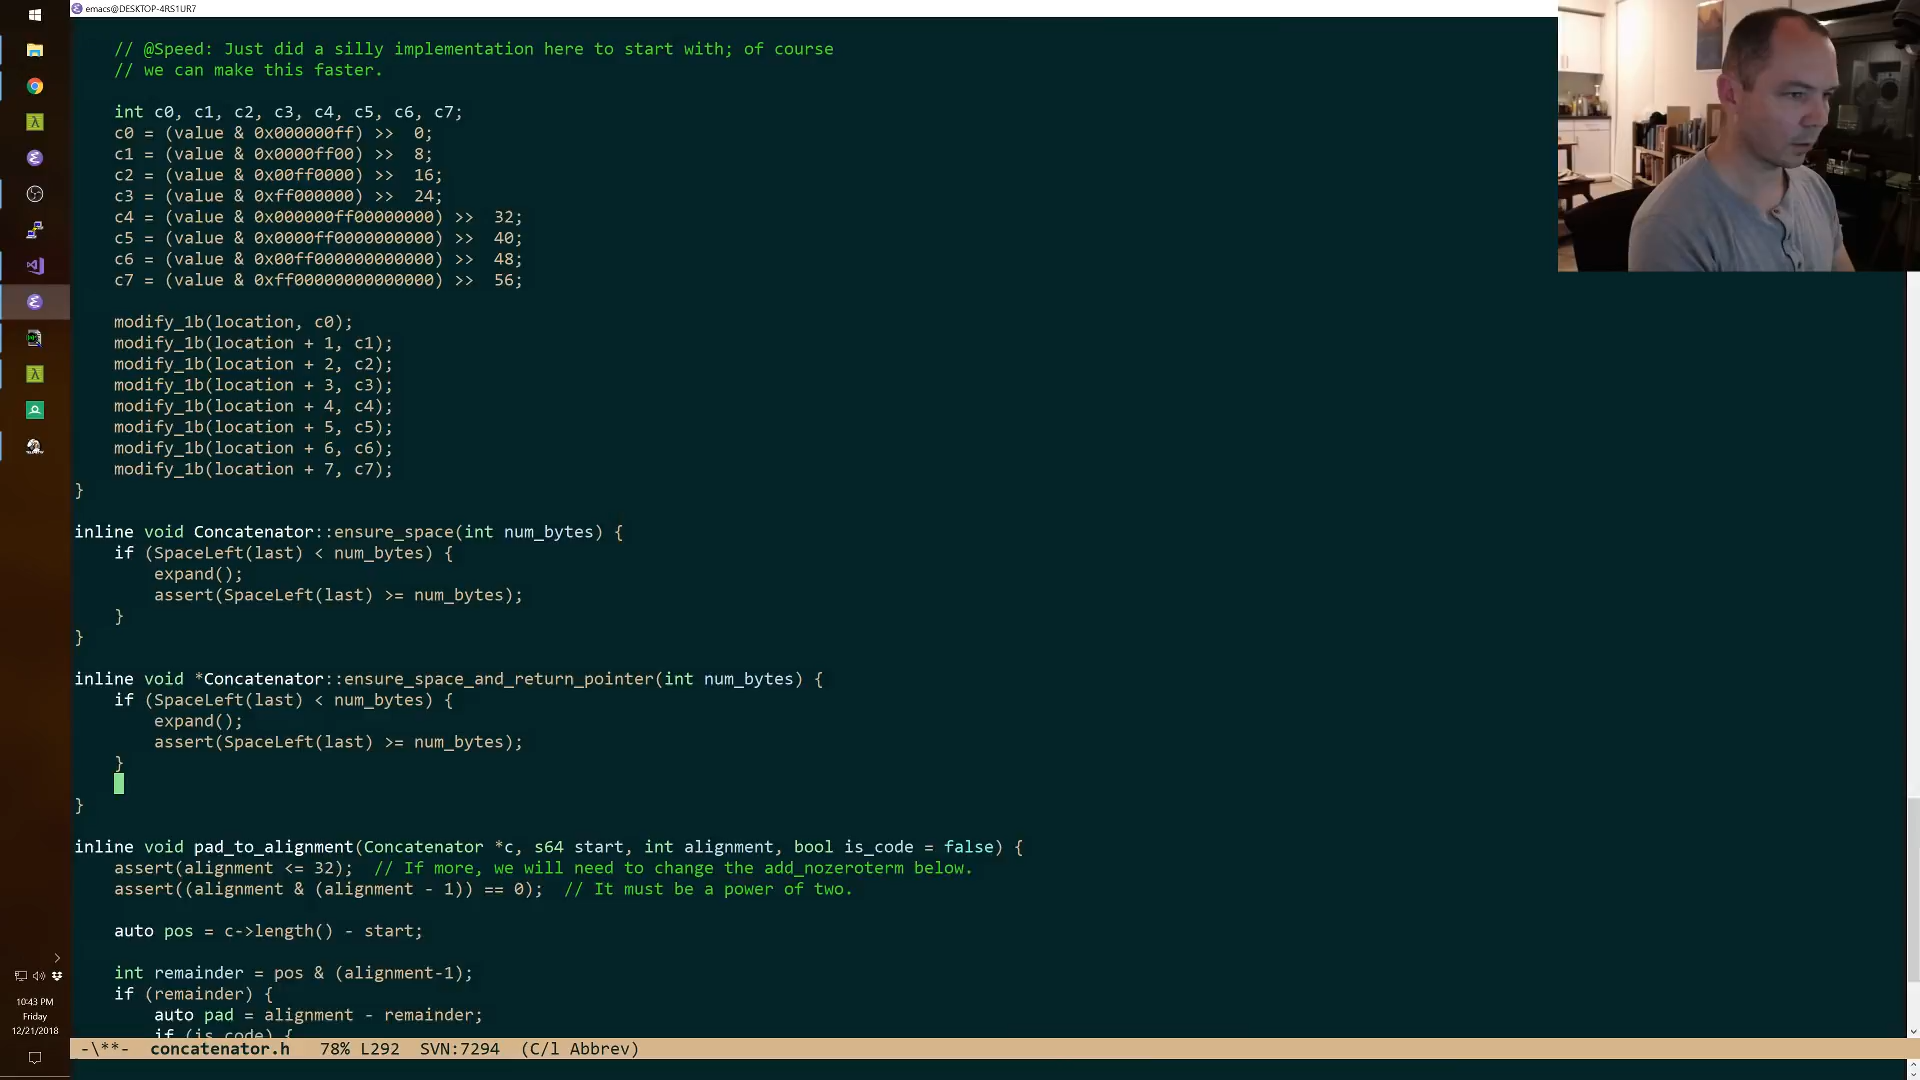 emacs@DESKTOP-4RS1UR7
// @Speed: Just did a silly implementation here to start with; of course
// we can make this faster.
int c0, c1, c2, c3, c4, c5, c6, c7;
c0 = (value & 0x000000ff) >>  0;
c1 = (value & 0x0000ff00) >>  8;
c2 = (value & 0x00ff0000) >>  16;
c3 = (value & 0xff000000) >>  24;
c4 = (value & 0x000000ff00000000) >>  32;
c5 = (value & 0x0000ff0000000000) >>  40;
c6 = (value & 0x00ff000000000000) >>  48;
c7 = (value & 0xff00000000000000) >>  56;
modify_1b(location, c0);
modify_1b(location + 1, c1);
modify_1b(location + 2, c2);
modify_1b(location + 3, c3);
modify_1b(location + 4, c4);
modify_1b(location + 5, c5);
modify_1b(location + 6, c6);
modify_1b(location + 7, c7);
}
inline void Concatenator::ensure_space(int num_bytes) {
if (SpaceLeft(last) < num_bytes) {
expand();
assert(SpaceLeft(last) >= num_bytes);
}
}
inline void *Concatenator::ensure_space_and_return_pointer(int num_bytes) {
if (SpaceLeft(last) < num_bytes) {
expand();
assert(SpaceLeft(last) >= num_bytes);
}
}
inline void pad_to_alignment(Concatenator *c, s64 start, int alignment, bool is_code = false) {
assert(alignment <= 32);  // If more, we will need to change the add_nozeroterm below.
assert((alignment & (alignment - 1)) == 0);  // It must be a power of two.
auto pos = c->length() - start;
int remainder = pos & (alignment-1);
if (remainder) {
auto pad = alignment - remainder;
if (is_code) {
-\**-  concatenator.h   78% L292  SVN:7294  (C/l Abbrev)
10:43 PM
Friday
12/21/2018